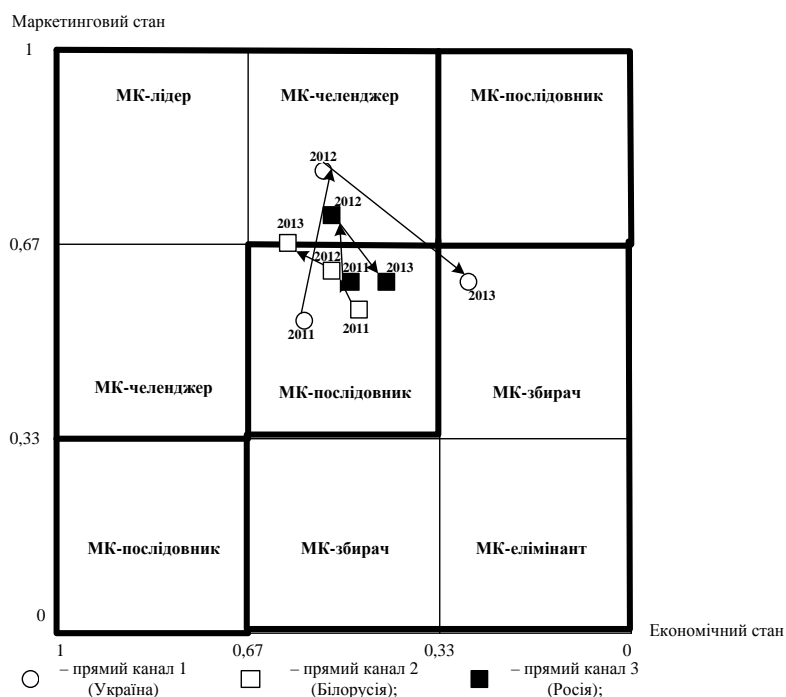 Маркетинговий стан
1
МК-лідер МК-челенджер МК-послідовник
2012
2012
2013
0,67
2012
2011 2013
2013
2011
2011
МК-челенджер МК-послідовник МК-збирач
0,33
МК-послідовник МК-збирач МК-елімінант
0
Економічний стан
1 0,67 0,33 0
– прямий канал 1 – прямий канал 2 – прямий канал 3
(Україна) (Білорусія); (Росія);